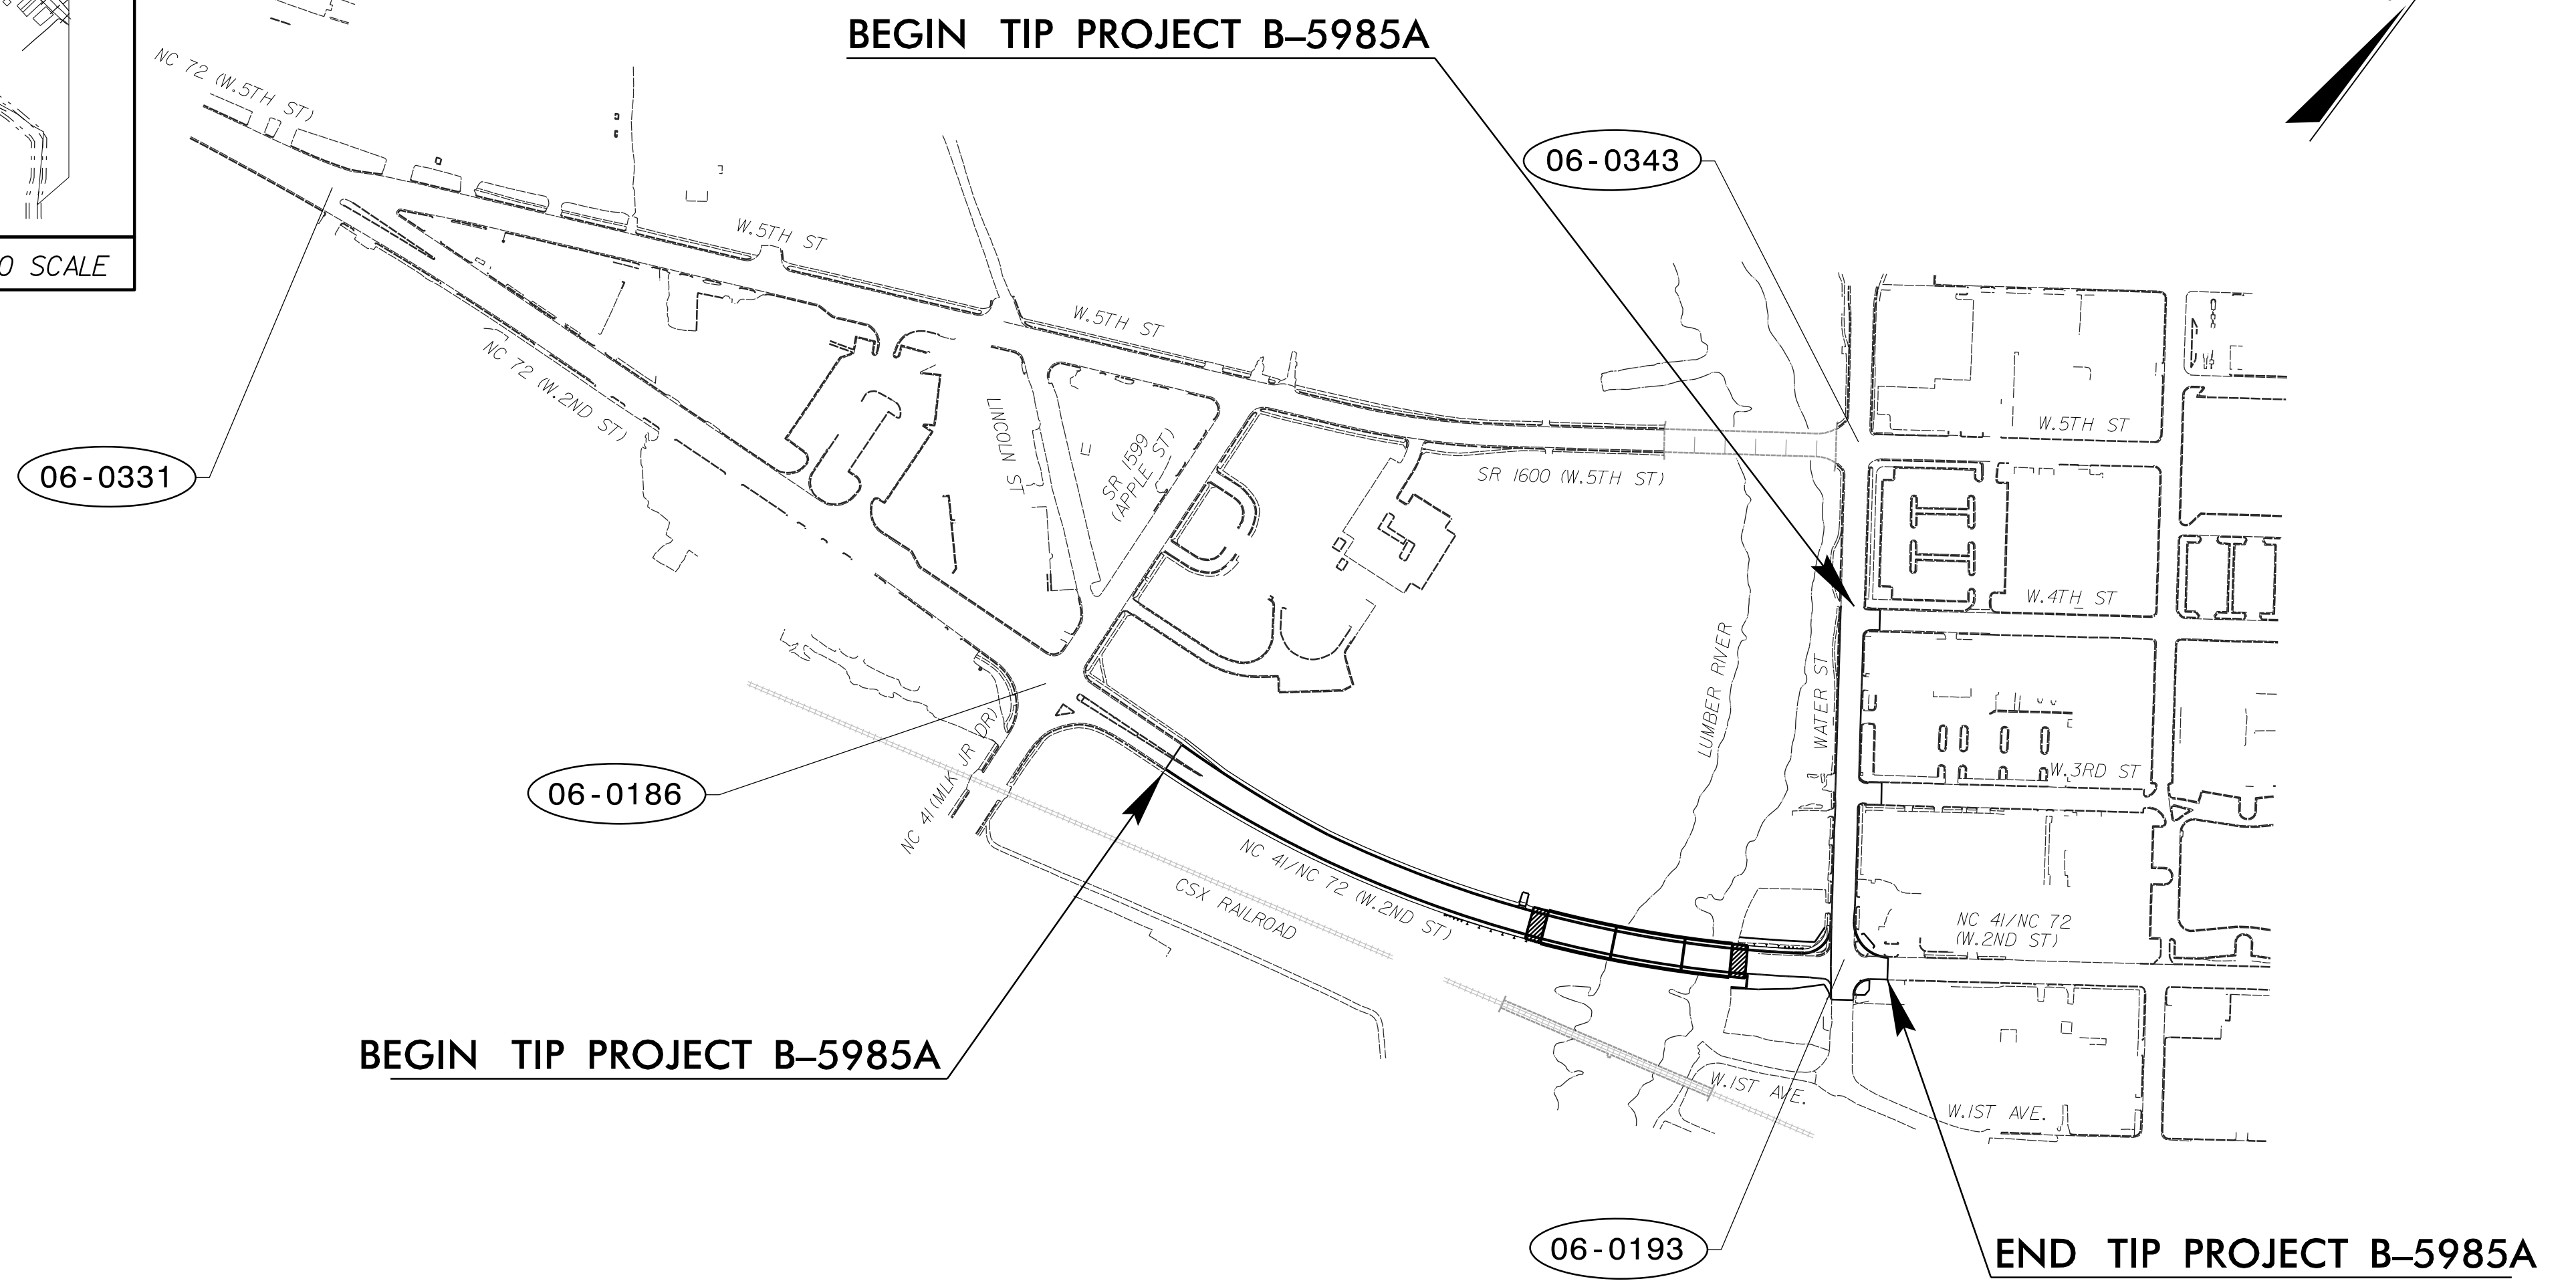 BEGIN TIP PROJECT B–5985A
NC 72 (W.5TH ST)
06-0343
W.5TH ST
O SCALE
W.5TH ST
NC 72 (W.2ND ST)
LINCOLN ST
SR 1599
(APPLE ST)
W.5TH ST
SR 1600 (W.5TH ST)
06-0331
W.4TH ST
LUMBER RIVER
WATER ST
W.3RD ST
06-0186
NC 41 (MLK JR DR)
NC 41/NC 72 (W.2ND ST)
CSX RAILROAD
NC 41/NC 72
(W.2ND ST)
BEGIN TIP PROJECT B–5985A
W.1ST AVE.
W.1ST AVE.
06-0193
END TIP PROJECT B–5985A